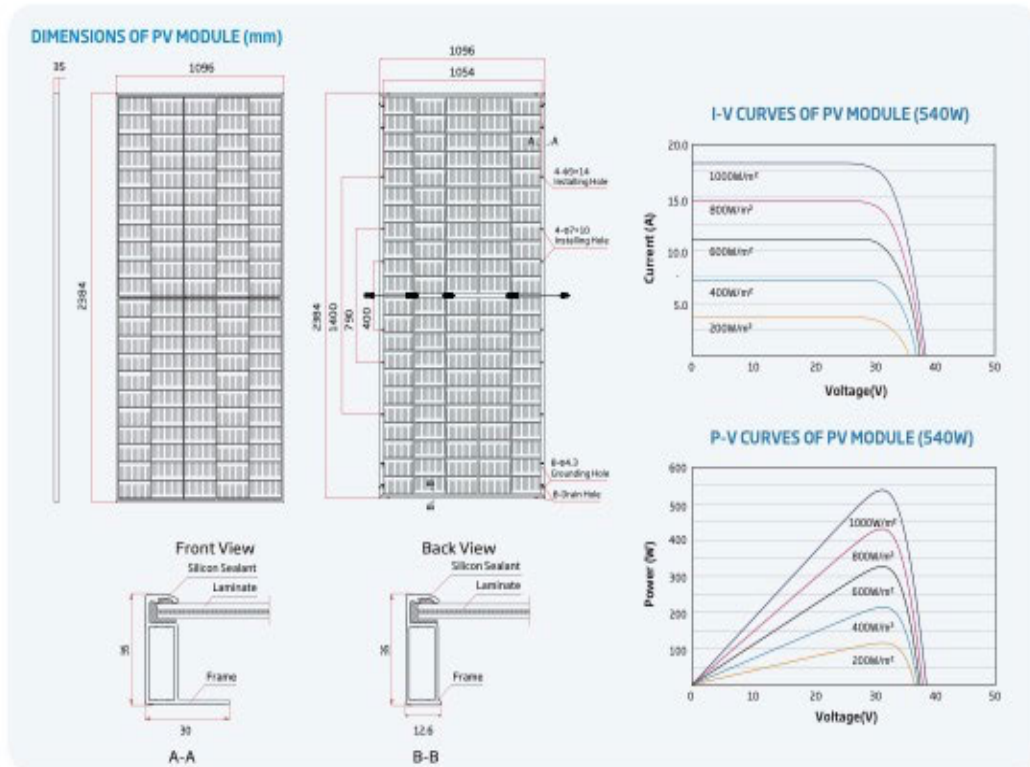 DIMENSIONS OF PV MODULE (mm)
35
1096
2384
1096
1054
A
A
4-φ9×14
Installing Hole
4-φ7×10
Installing Hole
2384
1400
790
400
8-φ4.3
Grounding Hole
8-Drain Hole
B
B
Front View
Back View
Silicon Sealant
Laminate
Frame
35
30
A-A
Silicon Sealant
Laminate
Frame
35
12.6
B-B
I-V CURVES OF PV MODULE (540W)
Current (A)
20.0
15.0
10.0
5.0
1000W/m²
800W/m²
600W/m²
400W/m²
200W/m²
0 10 20 30 40 50
Voltage(V)
P-V CURVES OF PV MODULE (540W)
Power (W)
600
500
400
300
200
100
1000W/m²
800W/m²
600W/m²
400W/m²
200W/m²
0 10 20 30 40 50
Voltage(V)